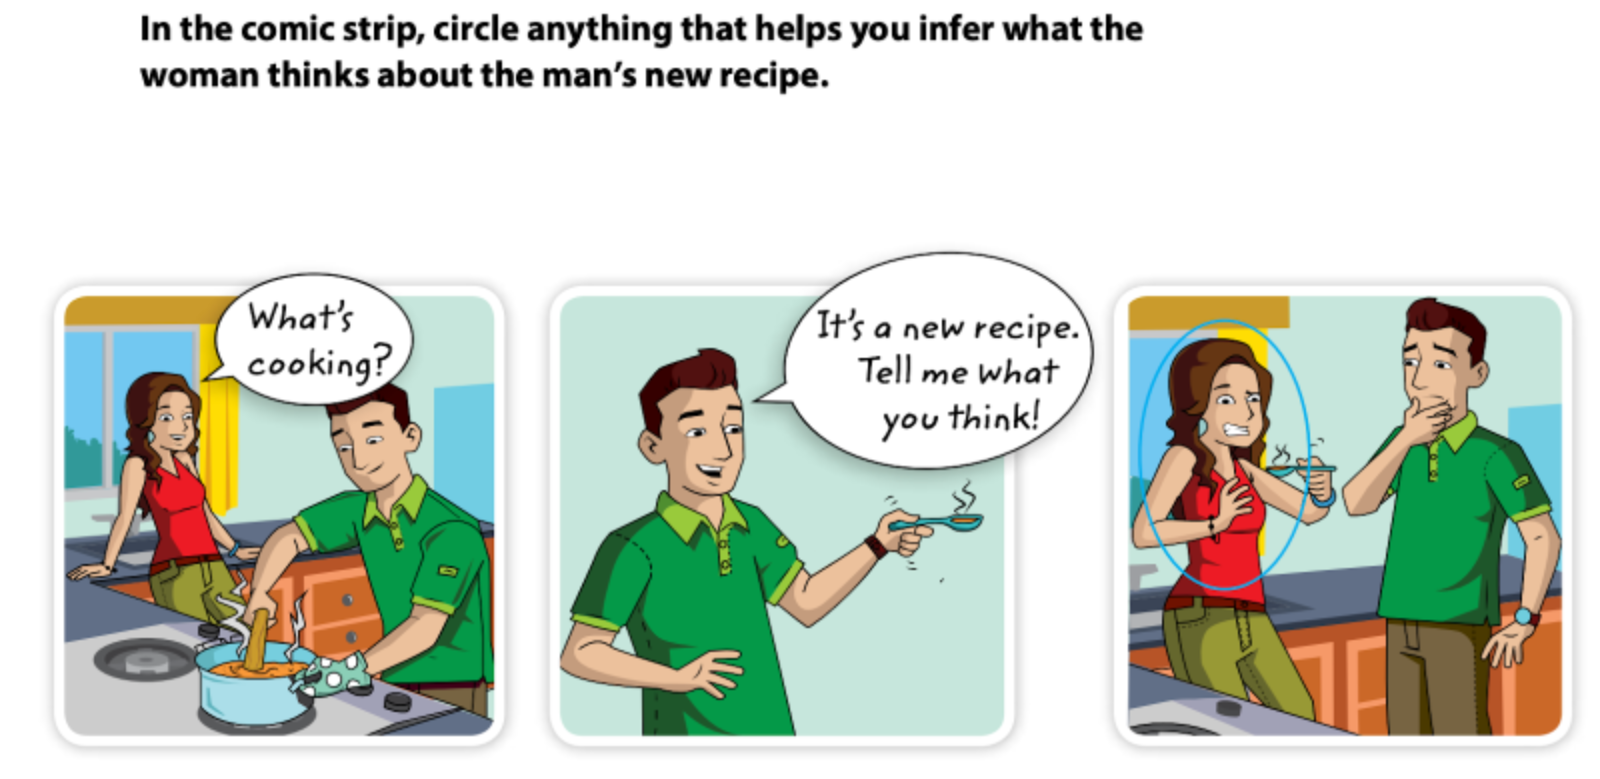 In the comic strip, circle anything that helps you infer what the
woman thinks about the man’s new recipe.
What's
cooking?
It's a new recipe.
Tell me what
you think!